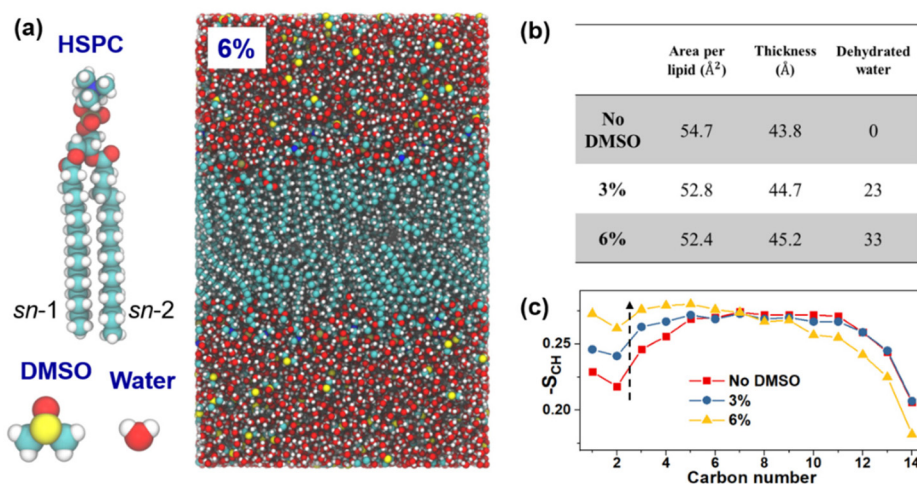 (a)
HSPC
sn-1
sn-2
DMSO
Water
6%
(b)
Area per lipid (Å²) Thickness (Å) Dehydrated water
No DMSO 54.7 43.8 0
3% 52.8 44.7 23
6% 52.4 45.2 33
(c)
-S_CH
0.25
0.20
No DMSO
3%
6%
2 4 6 8 10 12 14
Carbon number